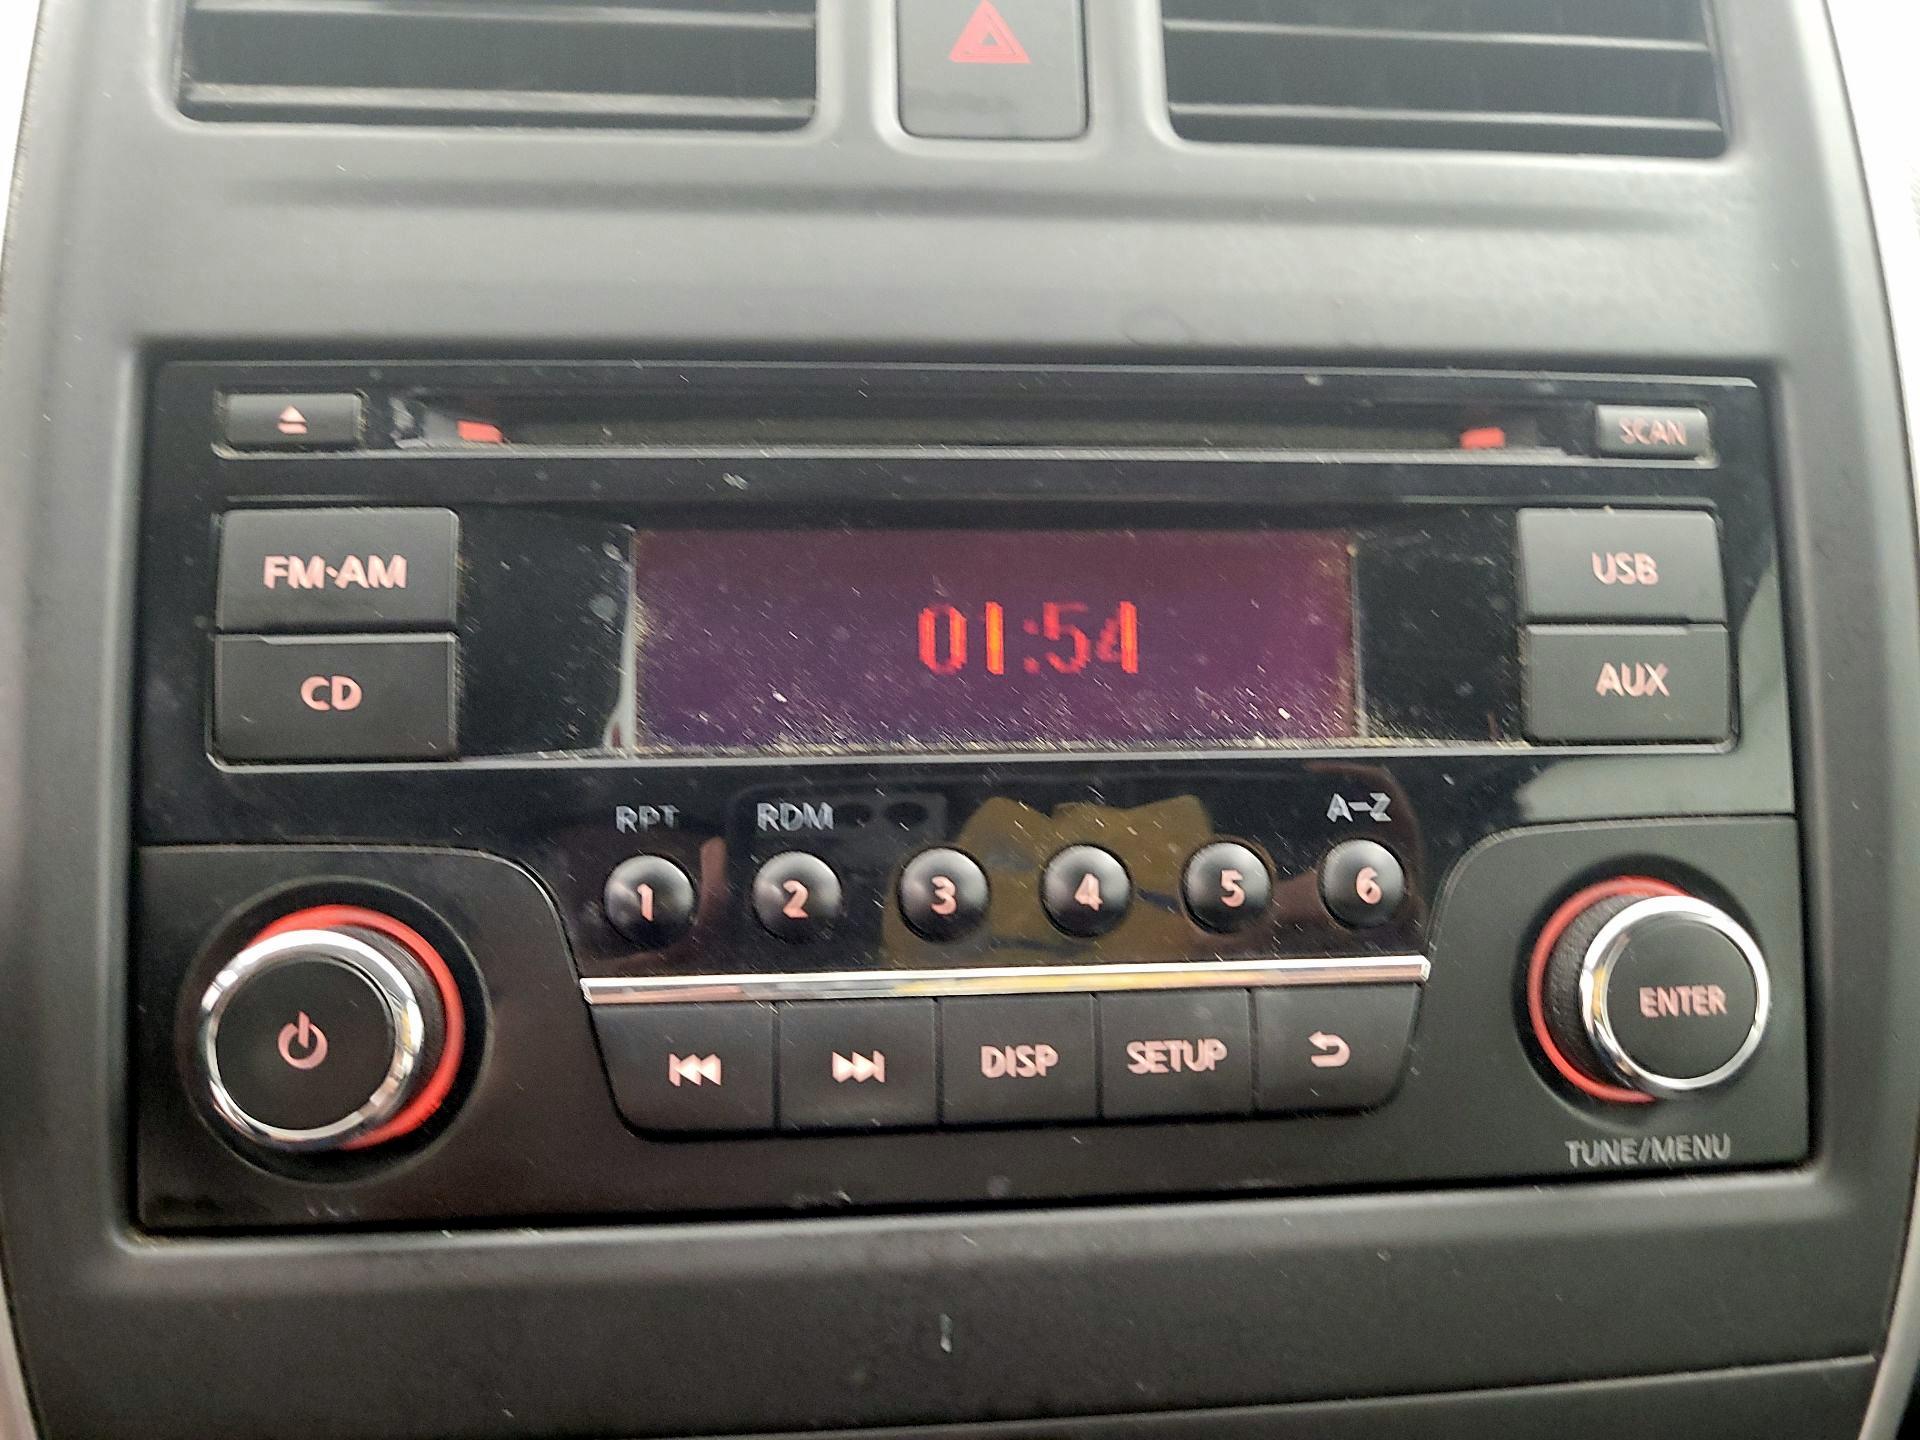 SCAN
FM·AM
USB
01:54
CD
AUX
RPT RDM A-Z
1 2 3 4 5 6
DISP SETUP ENTER
TUNE/MENU